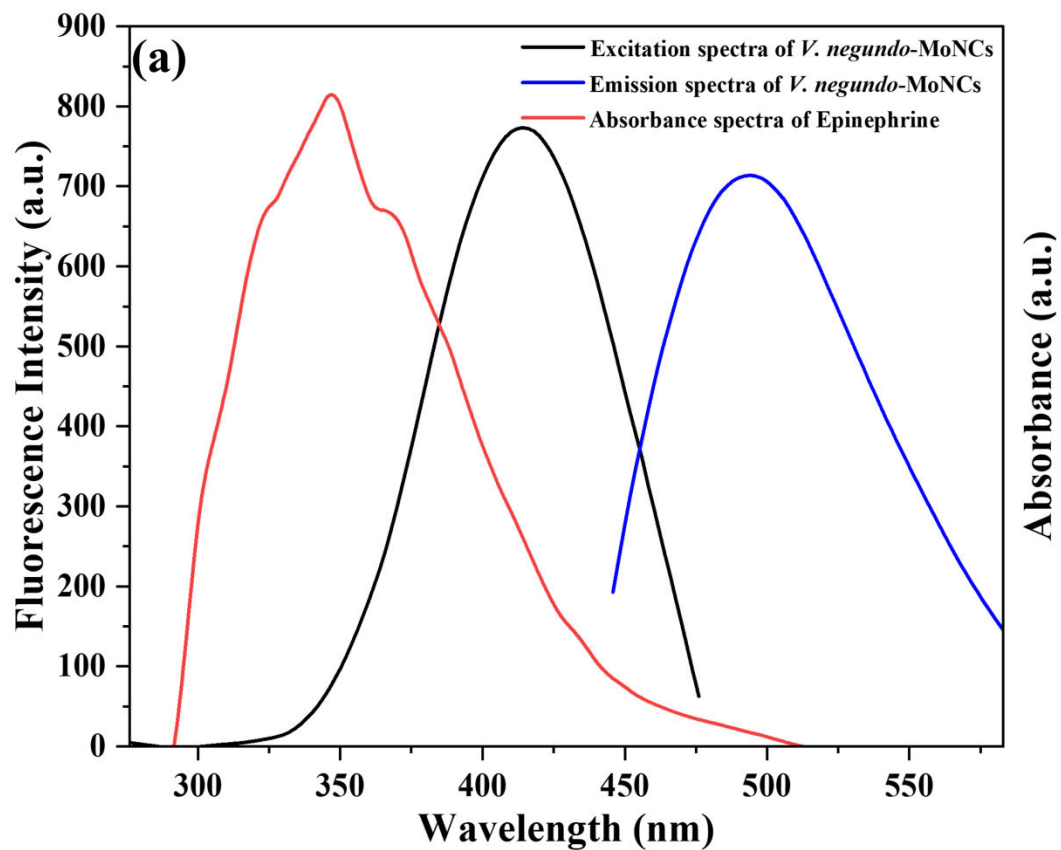 (a)
Excitation spectra of V. negundo-MoNCs
Emission spectra of V. negundo-MoNCs
Absorbance spectra of Epinephrine
Fluorescence Intensity (a.u.)
900
800
700
600
500
400
300
200
100
0
Absorbance (a.u.)
300 350 400 450 500 550
Wavelength (nm)